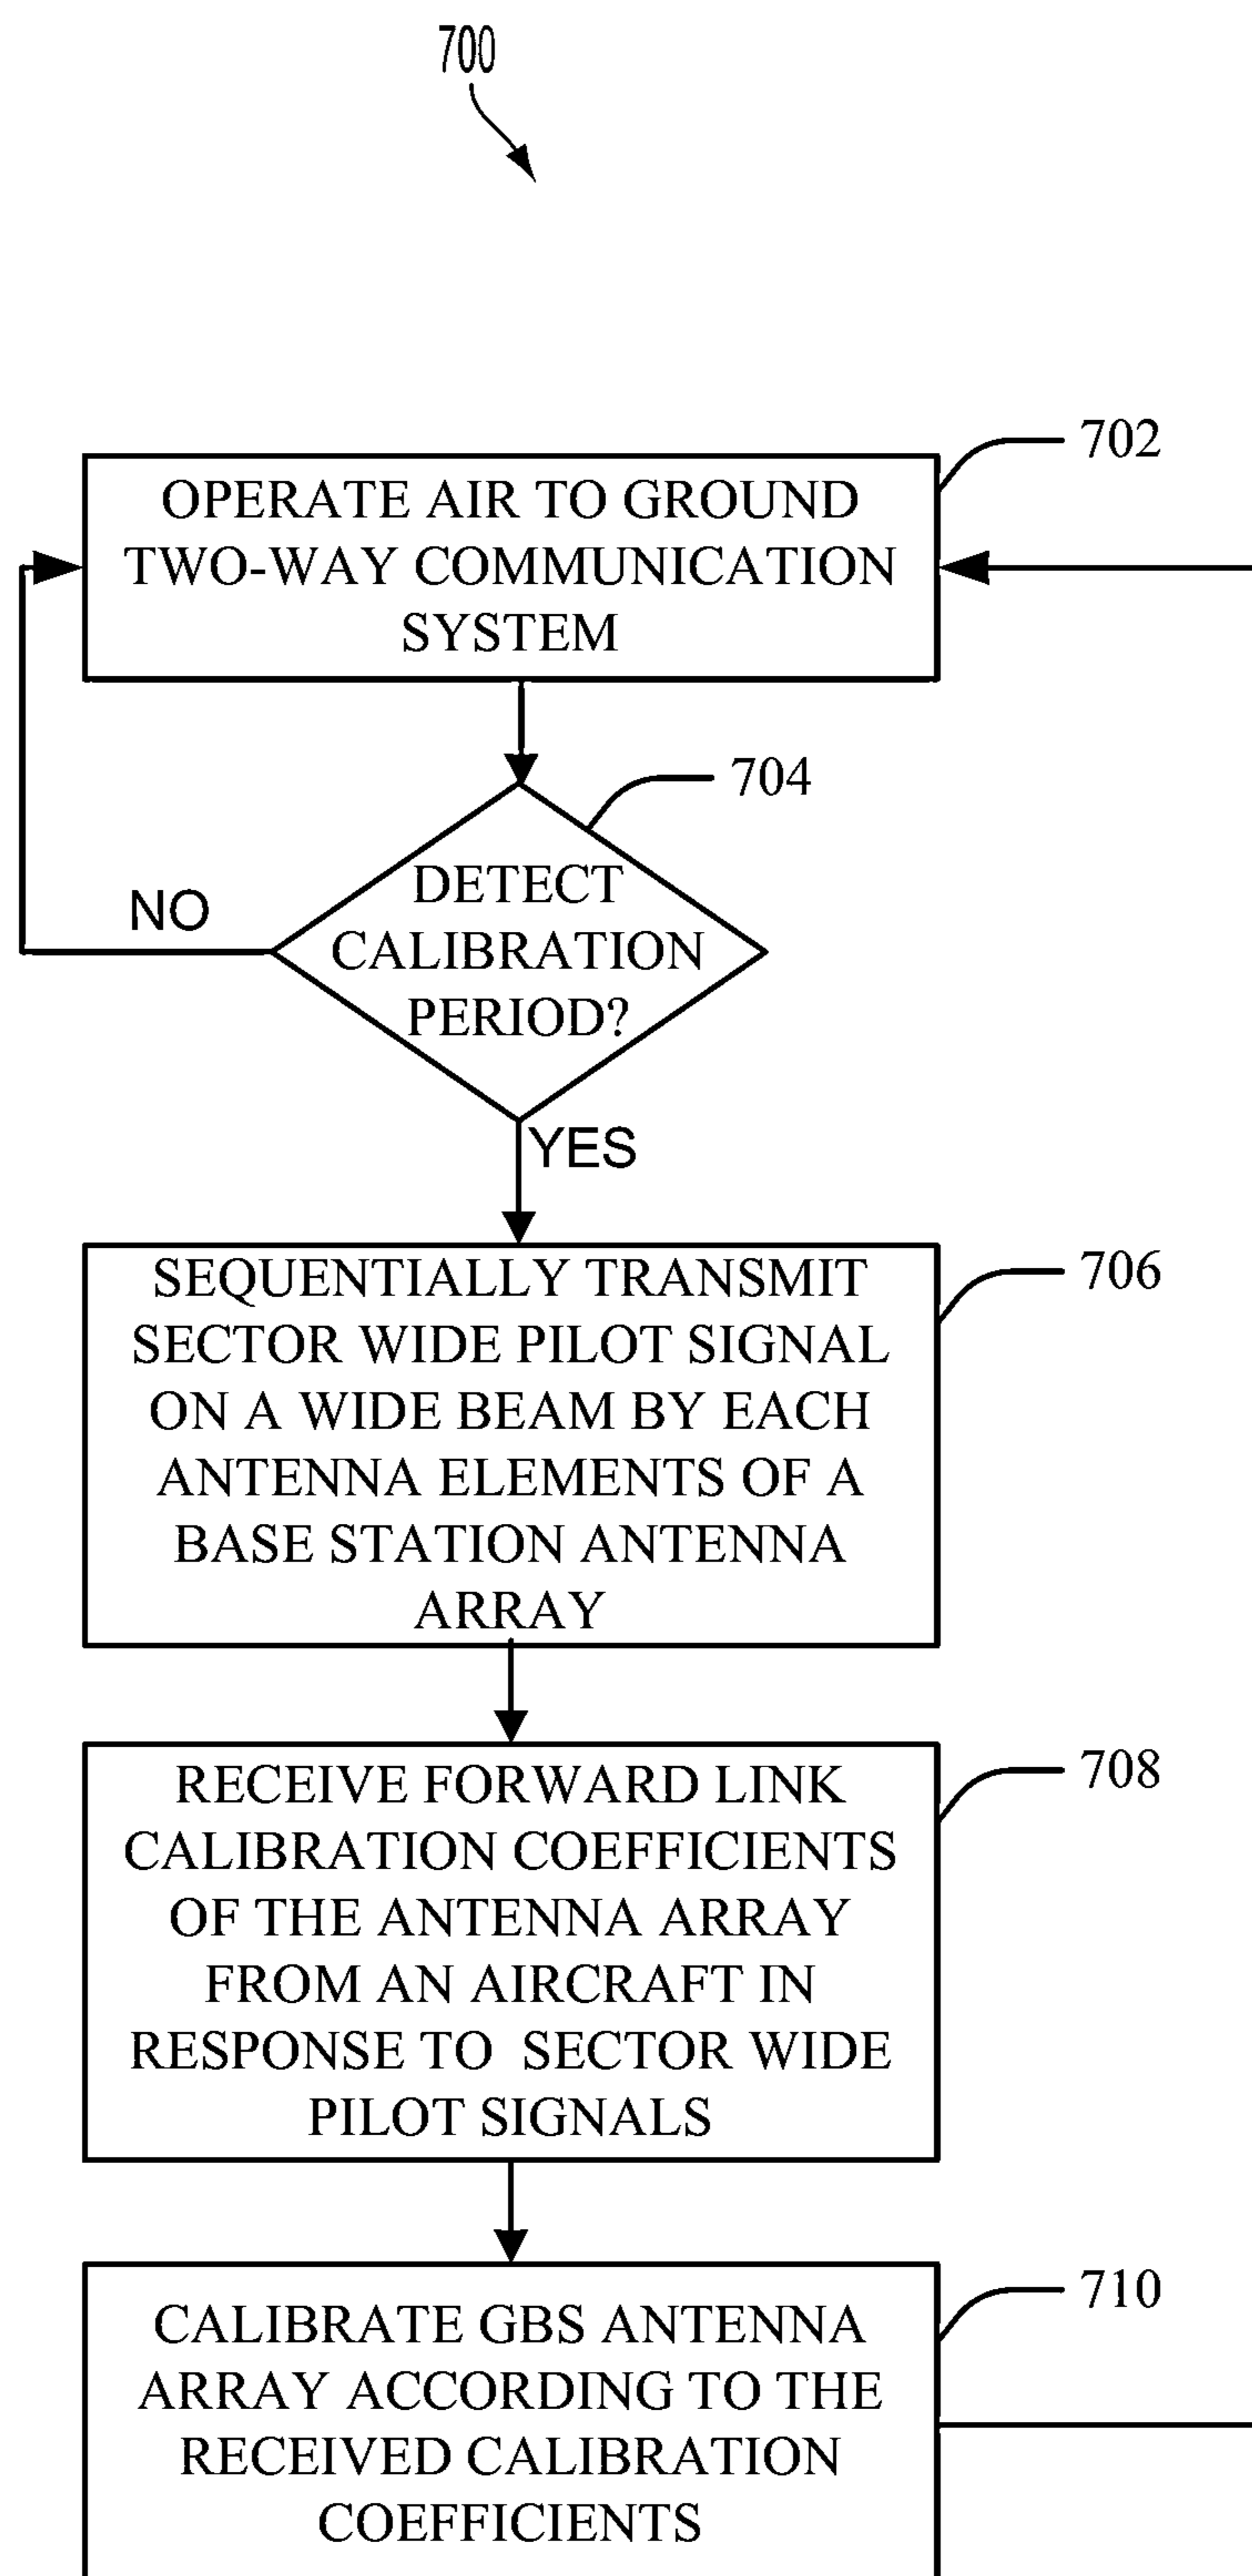 700
702
OPERATE AIR TO GROUND
TWO-WAY COMMUNICATION
SYSTEM
704
DETECT
CALIBRATION
PERIOD?
NO
YES
706
SEQUENTIALLY TRANSMIT
SECTOR WIDE PILOT SIGNAL
ON A WIDE BEAM BY EACH
ANTENNA ELEMENTS OF A
BASE STATION ANTENNA
ARRAY
708
RECEIVE FORWARD LINK
CALIBRATION COEFFICIENTS
OF THE ANTENNA ARRAY
FROM AN AIRCRAFT IN
RESPONSE TO SECTOR WIDE
PILOT SIGNALS
710
CALIBRATE GBS ANTENNA
ARRAY ACCORDING TO THE
RECEIVED CALIBRATION
COEFFICIENTS